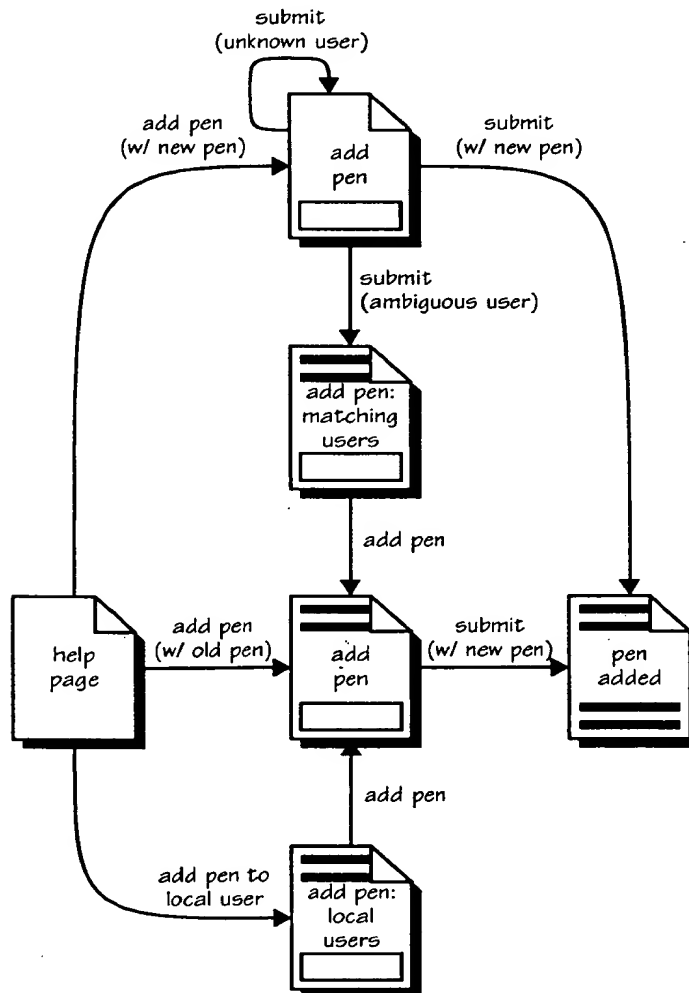 submit
(unknown user)
add pen
(w/ new pen)
submit
(w/ new pen)
add
pen
submit
(ambiguous user)
add pen:
matching
users
add pen
help
page
add pen
(w/ old pen)
add
pen
submit
(w/ new pen)
pen
added
add pen
add pen to
local user
add pen:
local
users